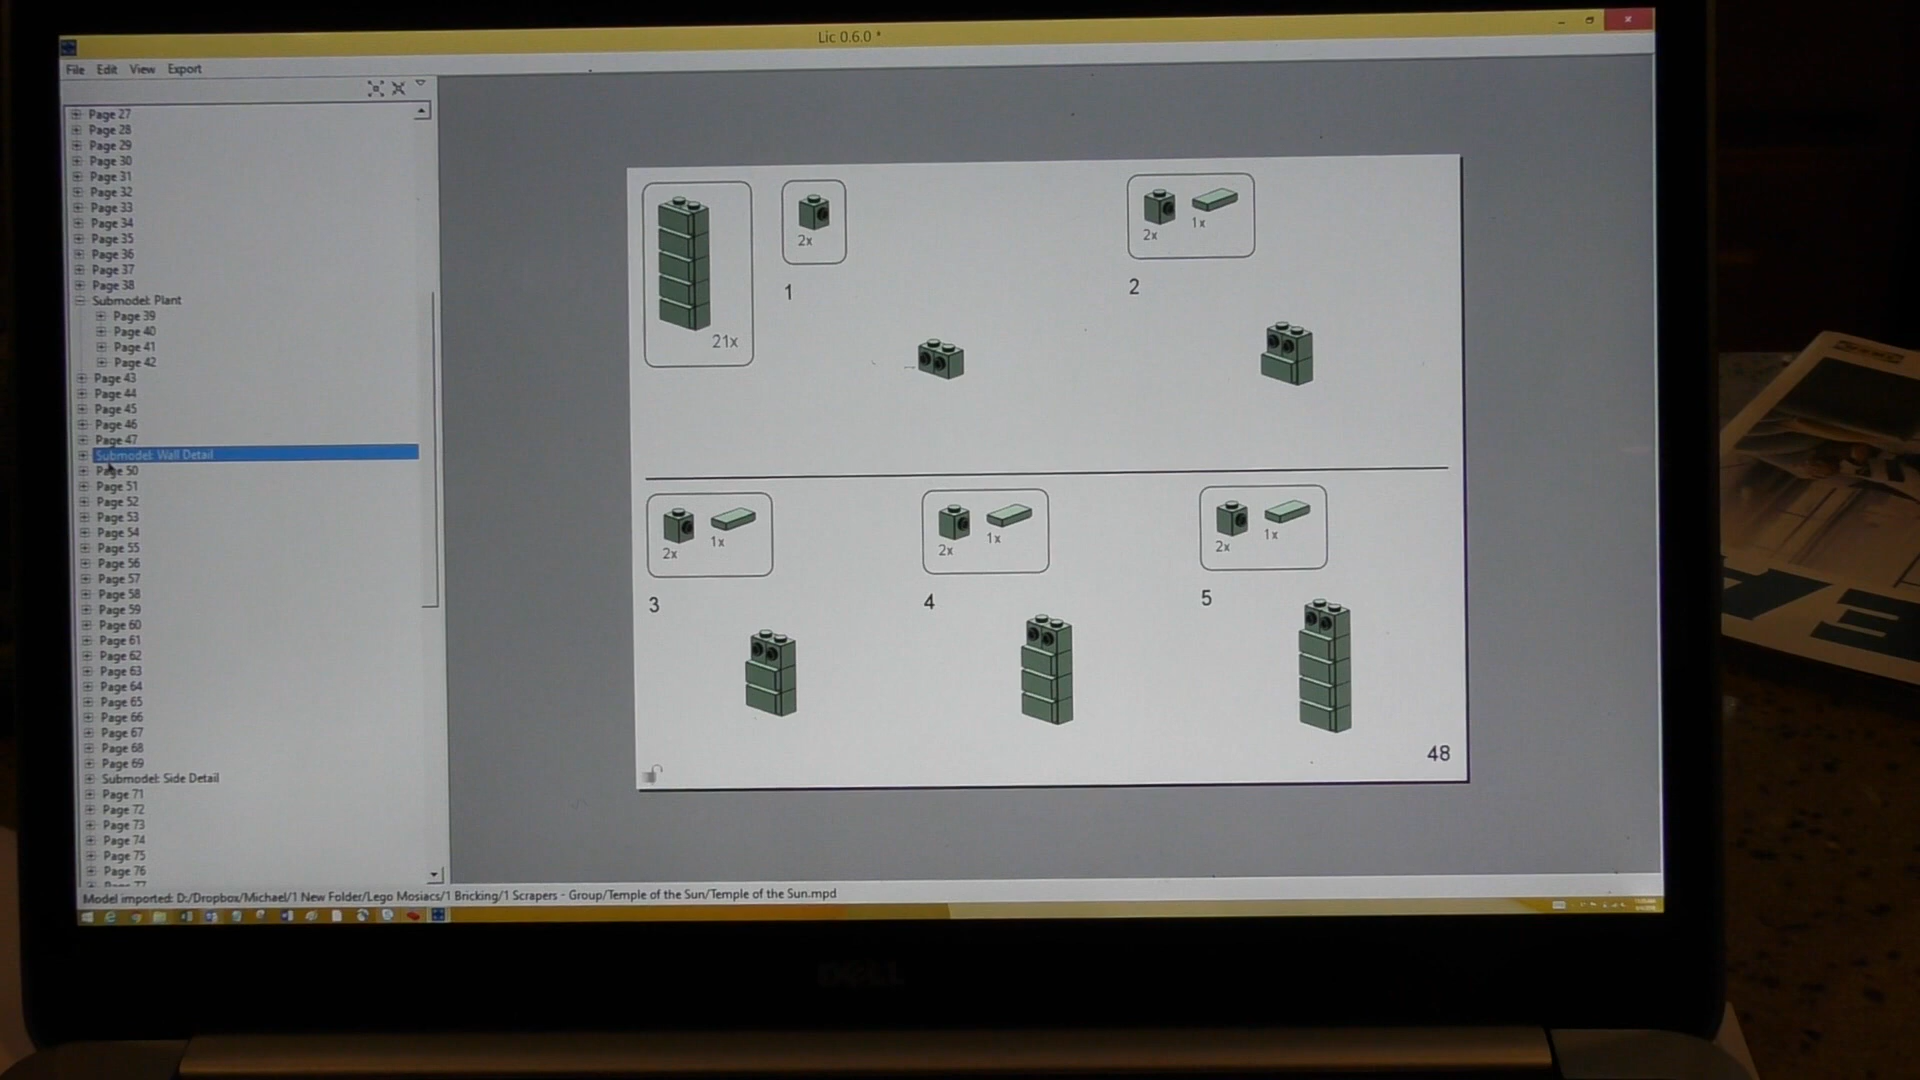 Lic 0.6.0 *
File Edit View Export
Page 27
Page 28
Page 29
Page 30
Page 31
Page 32
Page 33
Page 34
Page 35
Page 36
Page 37
Page 38
Submodel: Plant
Page 39
Page 40
Page 41
Page 42
Page 43
Page 44
Page 45
Page 46
Page 47
Submodel: Wall Detail
Page 50
Page 51
Page 52
Page 53
Page 54
Page 55
Page 56
Page 57
Page 58
Page 59
Page 60
Page 61
Page 62
Page 63
Page 64
Page 65
Page 66
Page 67
Page 68
Page 69
Submodel: Side Detail
Page 71
Page 72
Page 73
Page 74
Page 75
Page 76
Page 77
21x
2x
1
2x 1x
2
2x 1x
3
2x 1x
4
2x 1x
5
48
Model imported: D:/Dropbox/Michael/1 New Folder/Lego Mosiacs/1 Bricking/1 Scrapers - Group/Temple of the Sun/Temple of the Sun.mpd
DELL